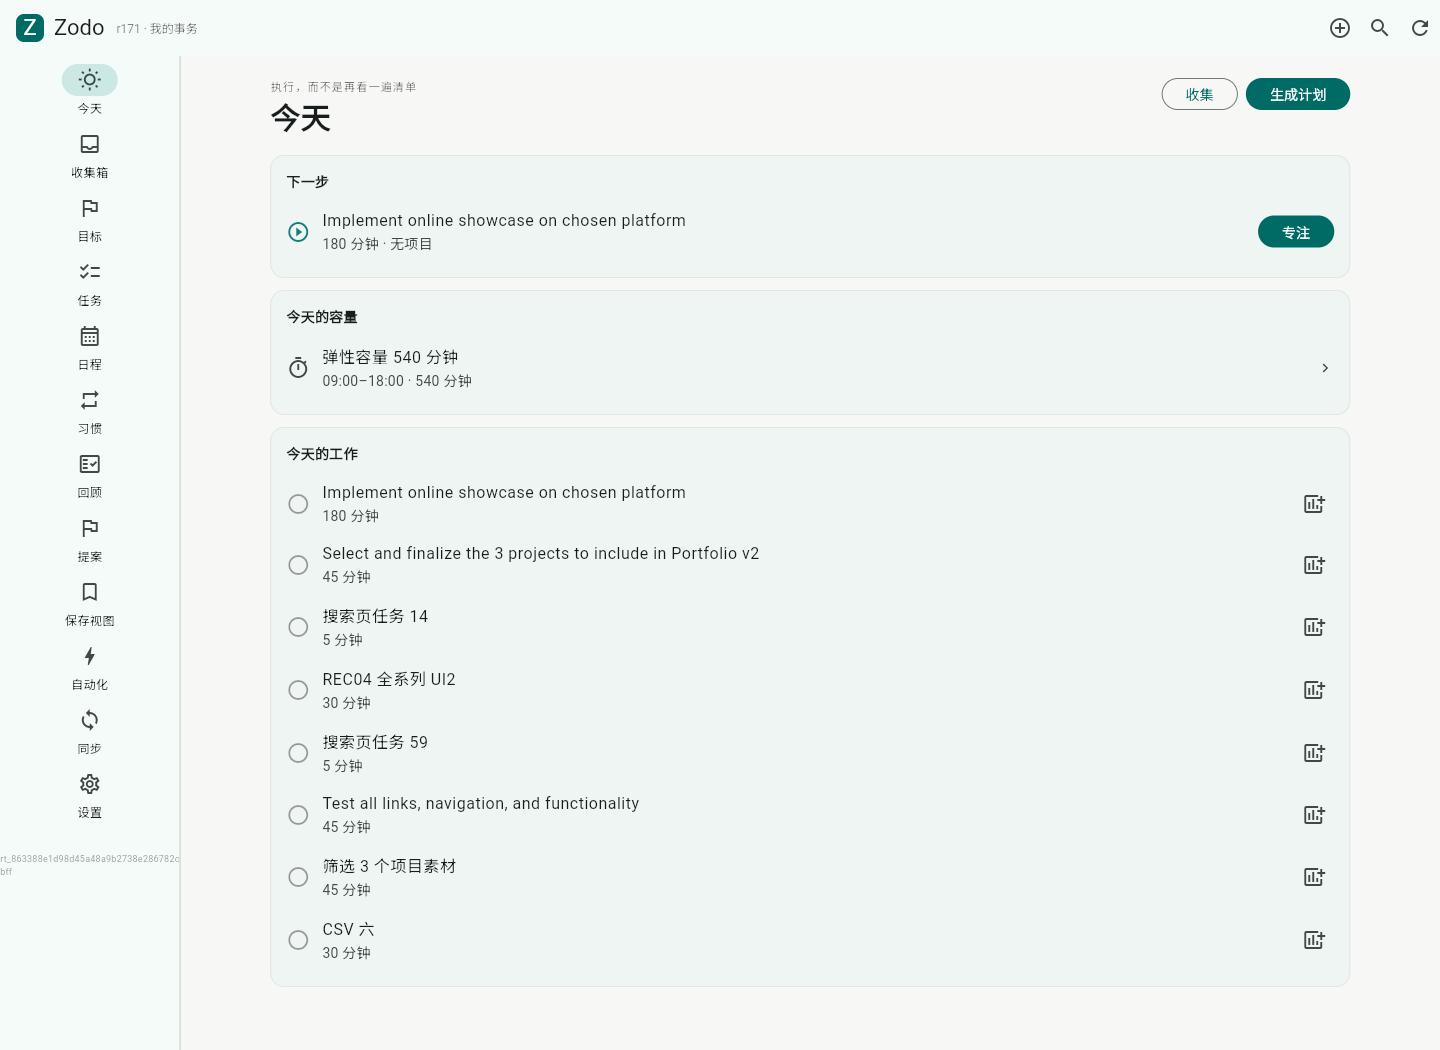 Z Zodo r171 · 我的事务
今天
收集箱
目标
任务
日程
习惯
回顾
提案
保存视图
自动化
同步
设置
rt_863388e1d98d45a48a9b2738e286782c
bff
执行，而不是再看一遍清单
今天
收集
生成计划
下一步
Implement online showcase on chosen platform
180 分钟 · 无项目
专注
今天的容量
弹性容量 540 分钟
09:00–18:00 · 540 分钟
今天的工作
Implement online showcase on chosen platform
180 分钟
Select and finalize the 3 projects to include in Portfolio v2
45 分钟
搜索页任务 14
5 分钟
REC04 全系列 UI2
30 分钟
搜索页任务 59
5 分钟
Test all links, navigation, and functionality
45 分钟
筛选 3 个项目素材
45 分钟
CSV 六
30 分钟